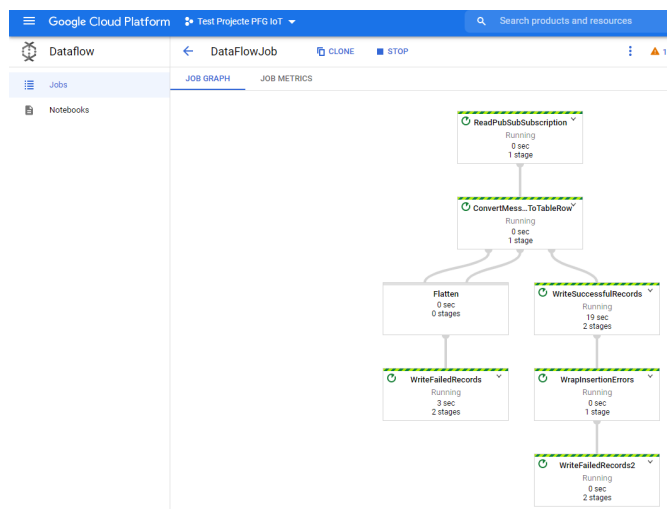 Google Cloud Platform
Test Projecte PFG IoT
Search products and resources
Dataflow
DataFlowJob
CLONE
STOP
1
Jobs
Notebooks
JOB GRAPH
JOB METRICS
ReadPubSubSubscription
Running
0 sec
1 stage
ConvertMess...ToTableRow
Running
0 sec
1 stage
Flatten
0 sec
0 stages
WriteSuccessfulRecords
Running
19 sec
2 stages
WriteFailedRecords
Running
3 sec
2 stages
WrapInsertionErrors
Running
0 sec
1 stage
WriteFailedRecords2
Running
0 sec
2 stages